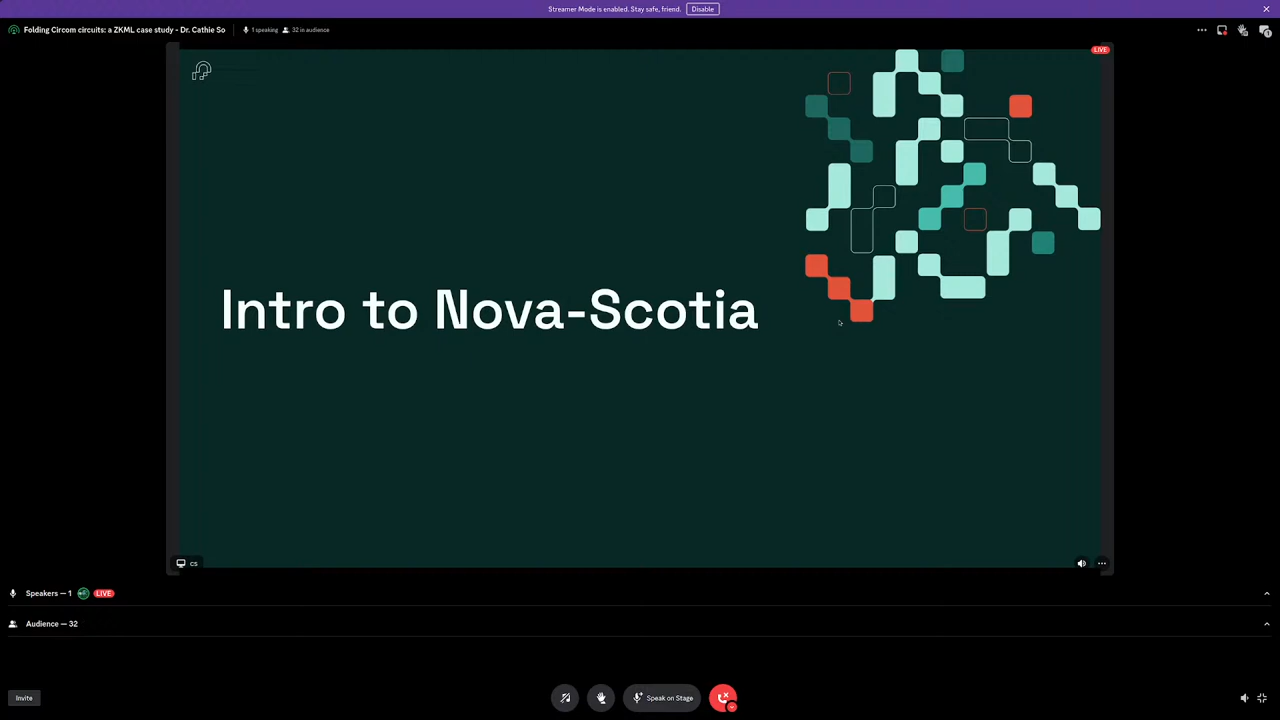 Streamer Mode is enabled. Stay safe, friend. Disable
Folding Circom circuits: a ZKML case study - Dr. Cathie So
1 speaking 32 in audience
LIVE
Intro to Nova-Scotia
cs
Speakers — 1 LIVE
Audience — 32
Invite
Speak on Stage